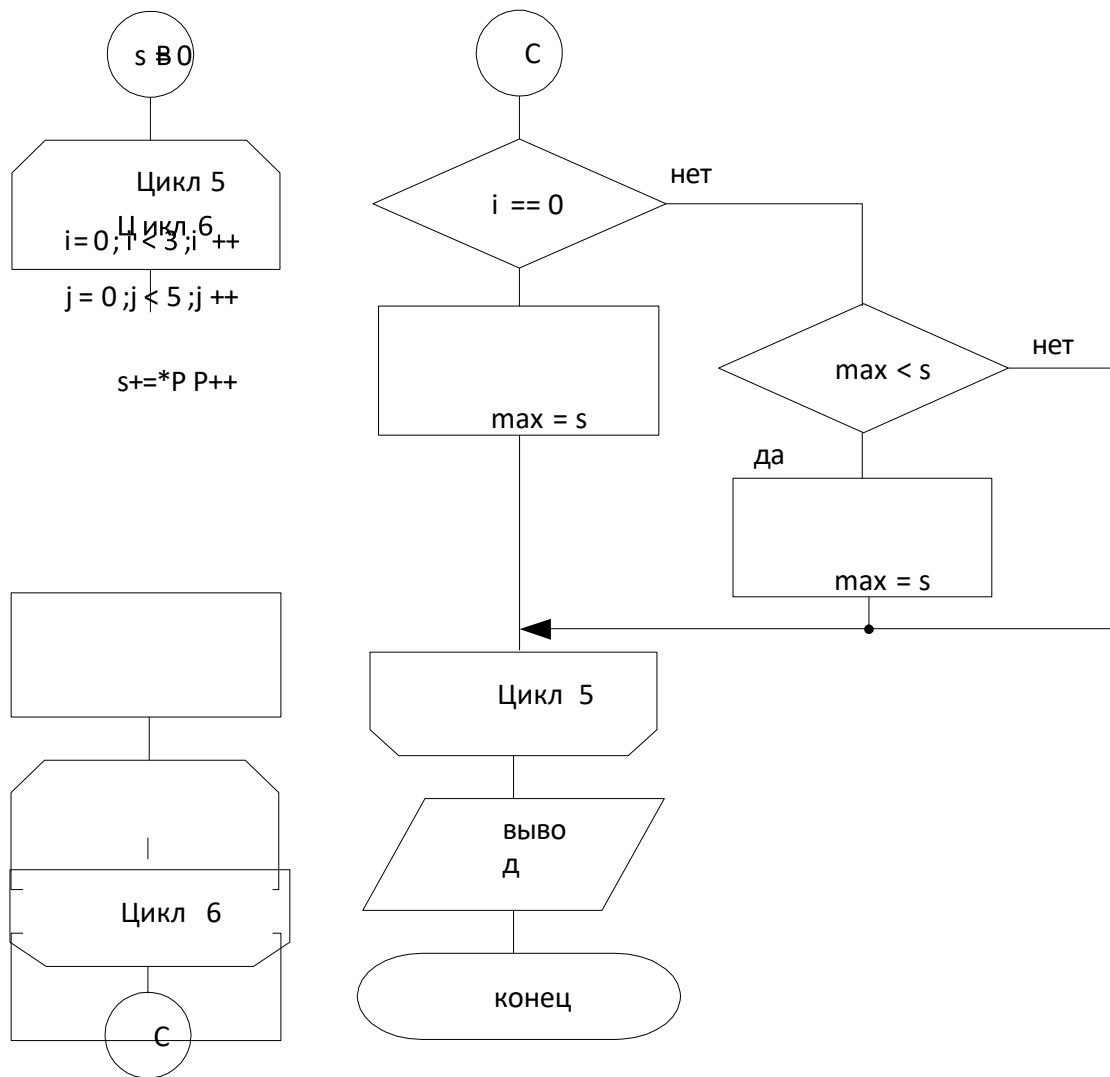 s = 0
B
Цикл 5
Цикл 6
i = 0 ; i < 3 ; i ++
j = 0 ; j < 5 ; j ++
s+=*P P++
Цикл 6
C
C
i == 0
нет
max = s
max < s
нет
да
max = s
Цикл 5
выво
д
конец